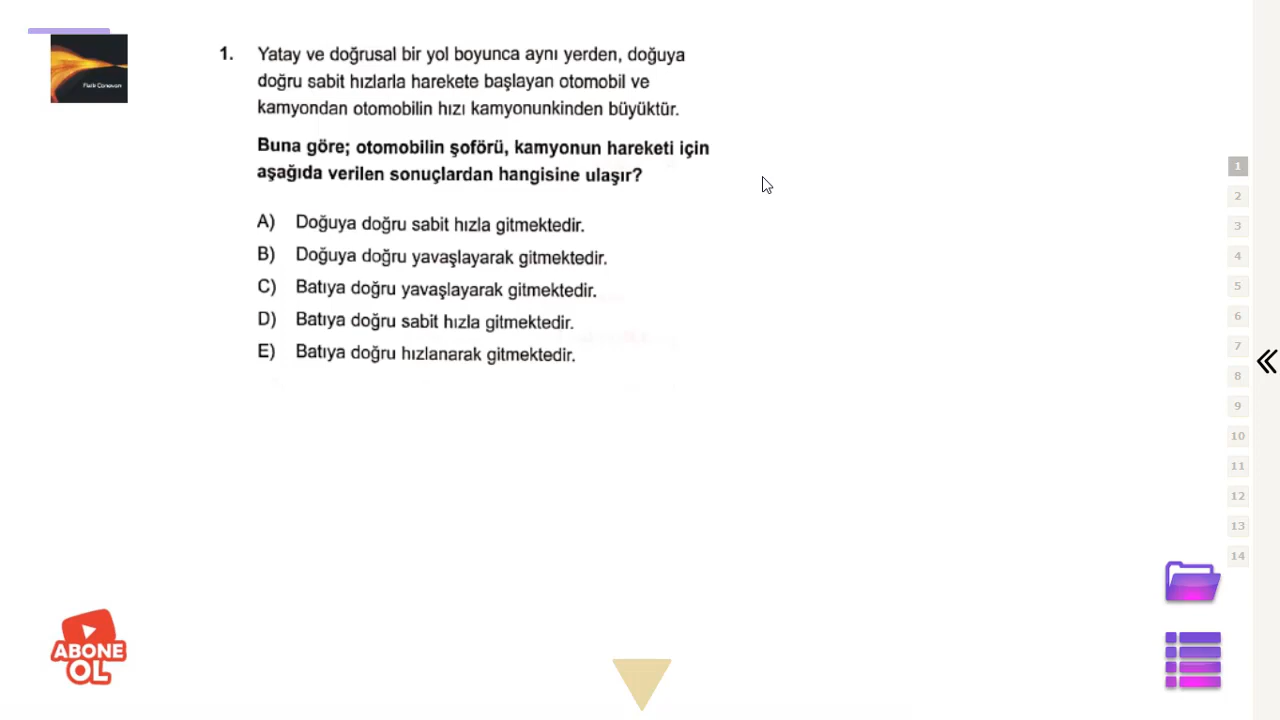 1. Yatay ve doğrusal bir yol boyunca aynı yerden, doğuya
doğru sabit hızlarla harekete başlayan otomobil ve
kamyondan otomobilin hızı kamyonunkinden büyüktür.
Buna göre; otomobilin şoförü, kamyonun hareketi için
aşağıda verilen sonuçlardan hangisine ulaşır?
A) Doğuya doğru sabit hızla gitmektedir.
B) Doğuya doğru yavaşlayarak gitmektedir.
C) Batıya doğru yavaşlayarak gitmektedir.
D) Batıya doğru sabit hızla gitmektedir.
E) Batıya doğru hızlanarak gitmektedir.
1
2
3
4
5
6
7
8
9
10
11
12
13
14
ABONE
OL